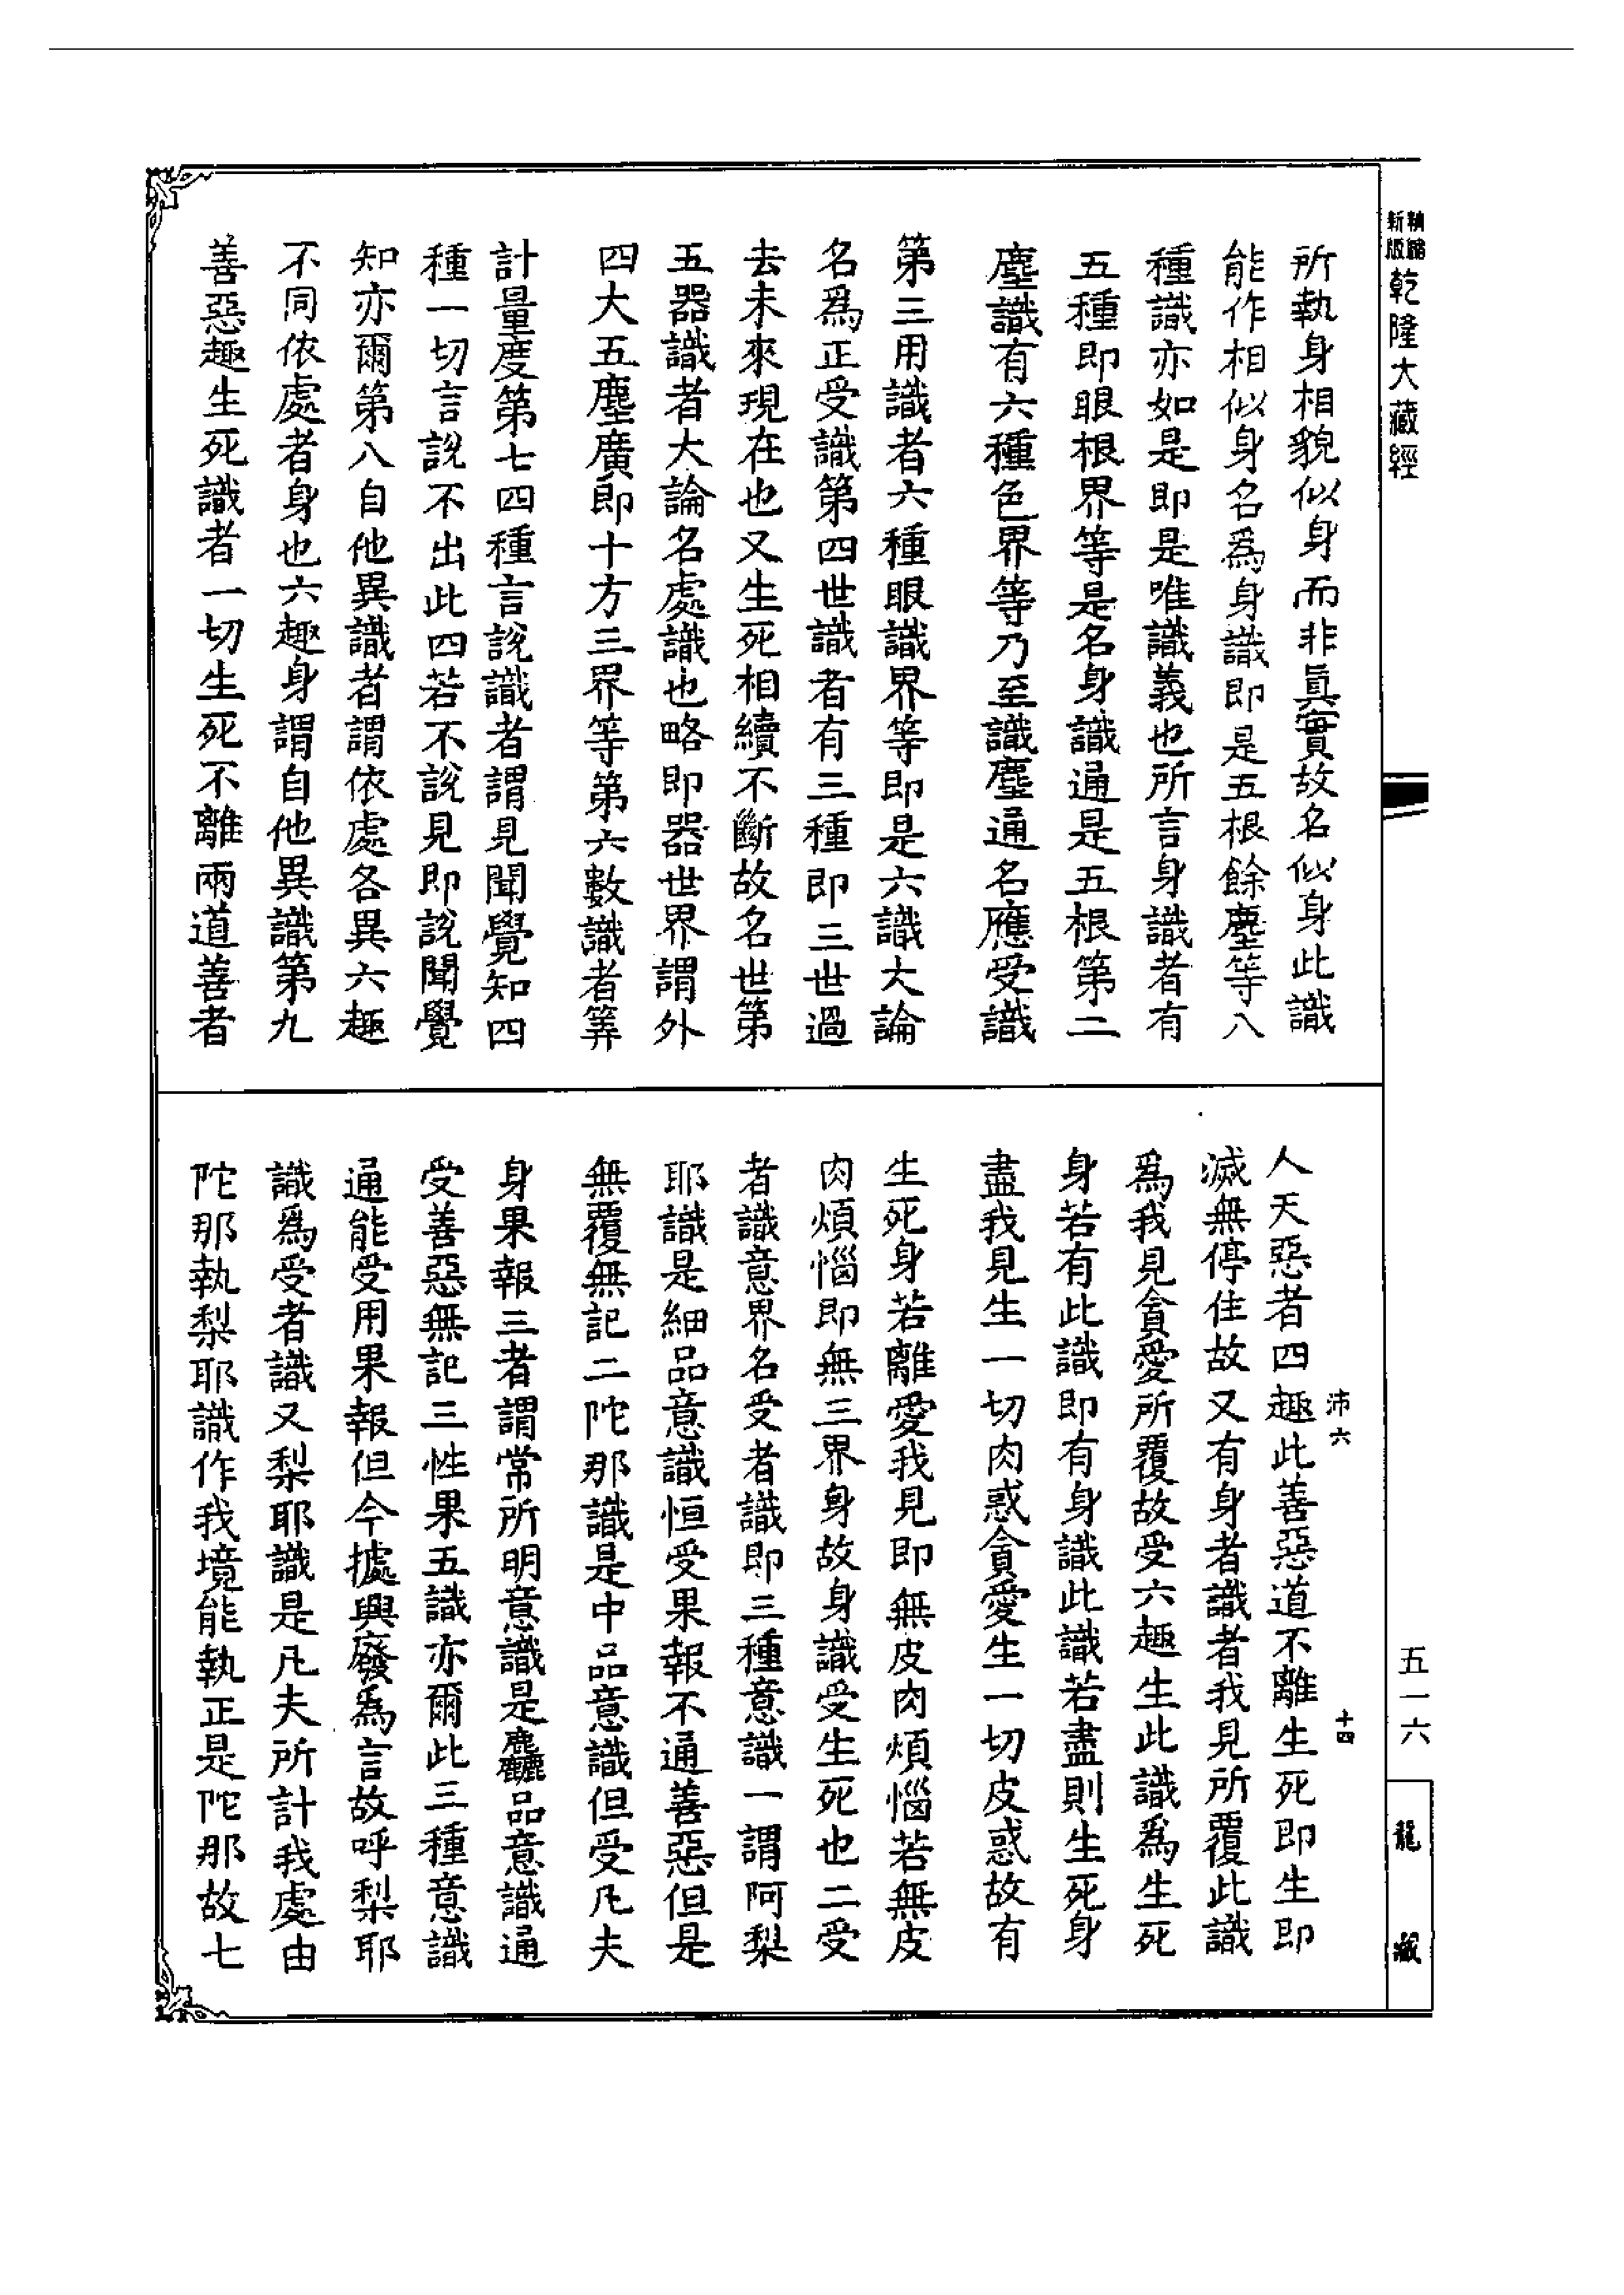 精縮
新版
乾隆大藏經
所執身相貌似身而非眞實故名似身此識
能作相似身名爲身識即是五根餘塵等八
種識亦如是即是唯識義也所言身識者有
五種即眼根界等是名身識通是五根第二
塵識有六種色界等乃至識塵通名應受識
第三用識者六種眼識界等即是六識大論
名爲正受識第四世識者有三種即三世過
去未來現在也又生死相續不斷故名世第
五器識者大論名處識也略即器世界謂外
四大五塵廣即十方三界等第六數識者筭
計量度第七四種言說識者謂見聞覺知四
種一切言說不出此四若不說見即說聞覺
知亦爾第八自他異識者謂依處各異六趣
不同依處者身也六趣身謂自他異識第九
善惡趣生死識者一切生死不離兩道善者
人天惡者四趣此善惡道不離生死即生即
滅無停住故又有身者識者我見所覆此識
爲我見貪愛所覆故受六趣生此識爲生死
身若有此識即有身識此識若盡則生死身
盡我見生一切肉惑貪愛生一切皮惑故有
生死身若離愛我見即無皮肉煩惱若無皮
肉煩惱即無三界身故身識受生死也二受
者識意界名受者識即三種意識一謂阿梨
耶識是細品意識恒受果報不通善惡但是
無覆無記二陀那識是中品意識但受凡夫
身果報三者謂常所明意識是麤品意識通
受善惡無記三性果五識亦爾此三種意識
通能受用果報但今據興廢爲言故呼梨耶
識爲受者識又梨耶識是凡夫所計我處由
陀那執梨耶識作我境能執正是陀那故七
沛六
十四
五一六
龍藏